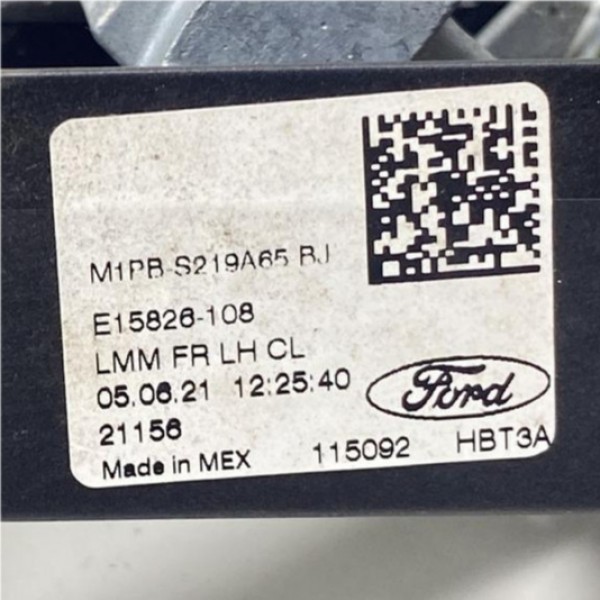 M1PB-S219A65 BJ
E15826-108
LMM FR LH CL
05.06.21 12:25:40
Ford
21156
Made in MEX 115092 HBT3A